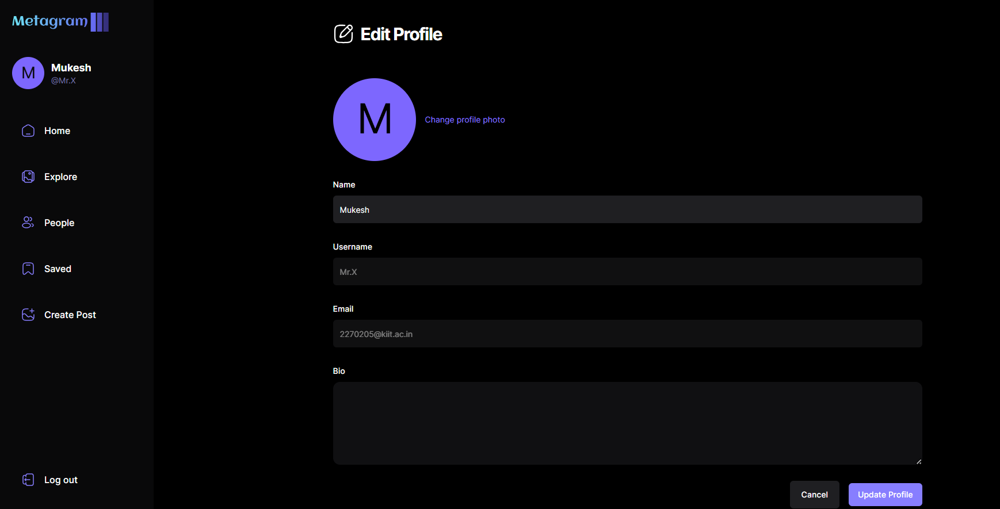 Metagram
M
Mukesh
@Mr.X
Home
Explore
People
Saved
Create Post
Log out
Edit Profile
M
Change profile photo
Name
Mukesh
Username
Mr.X
Email
2270205@kiit.ac.in
Bio
Cancel
Update Profile